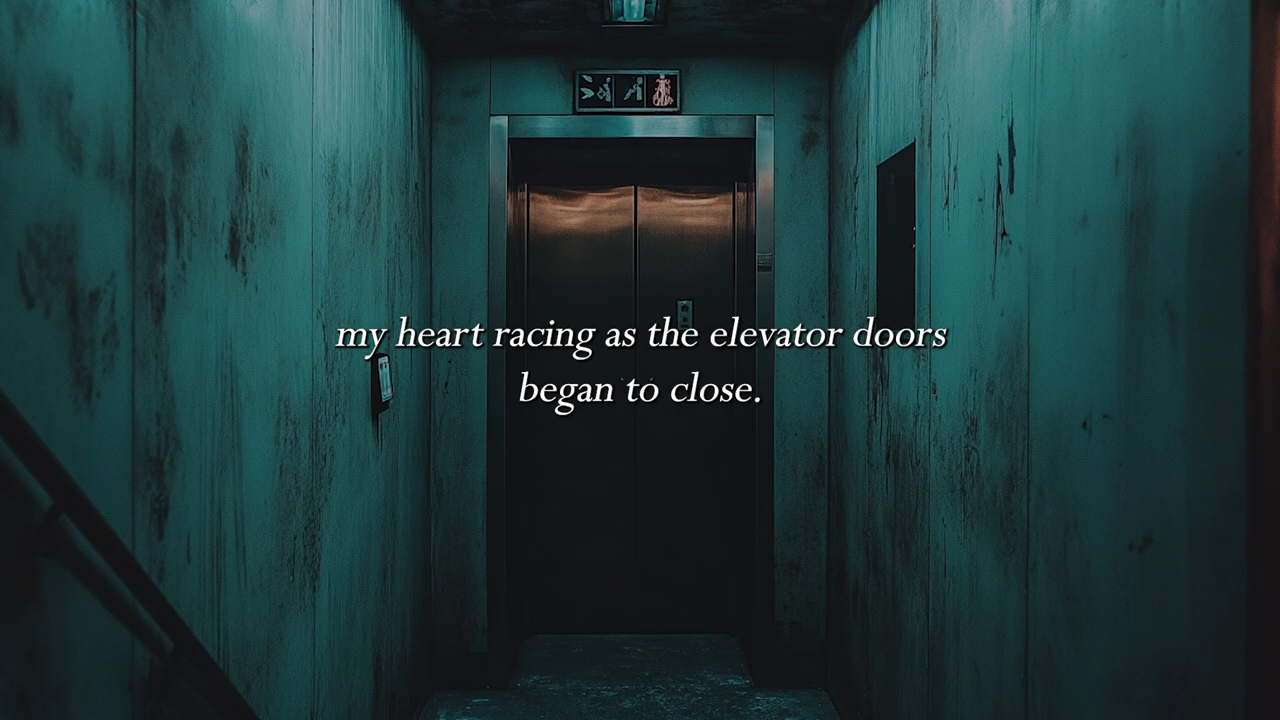 my heart racing as the elevator doors
began to close.